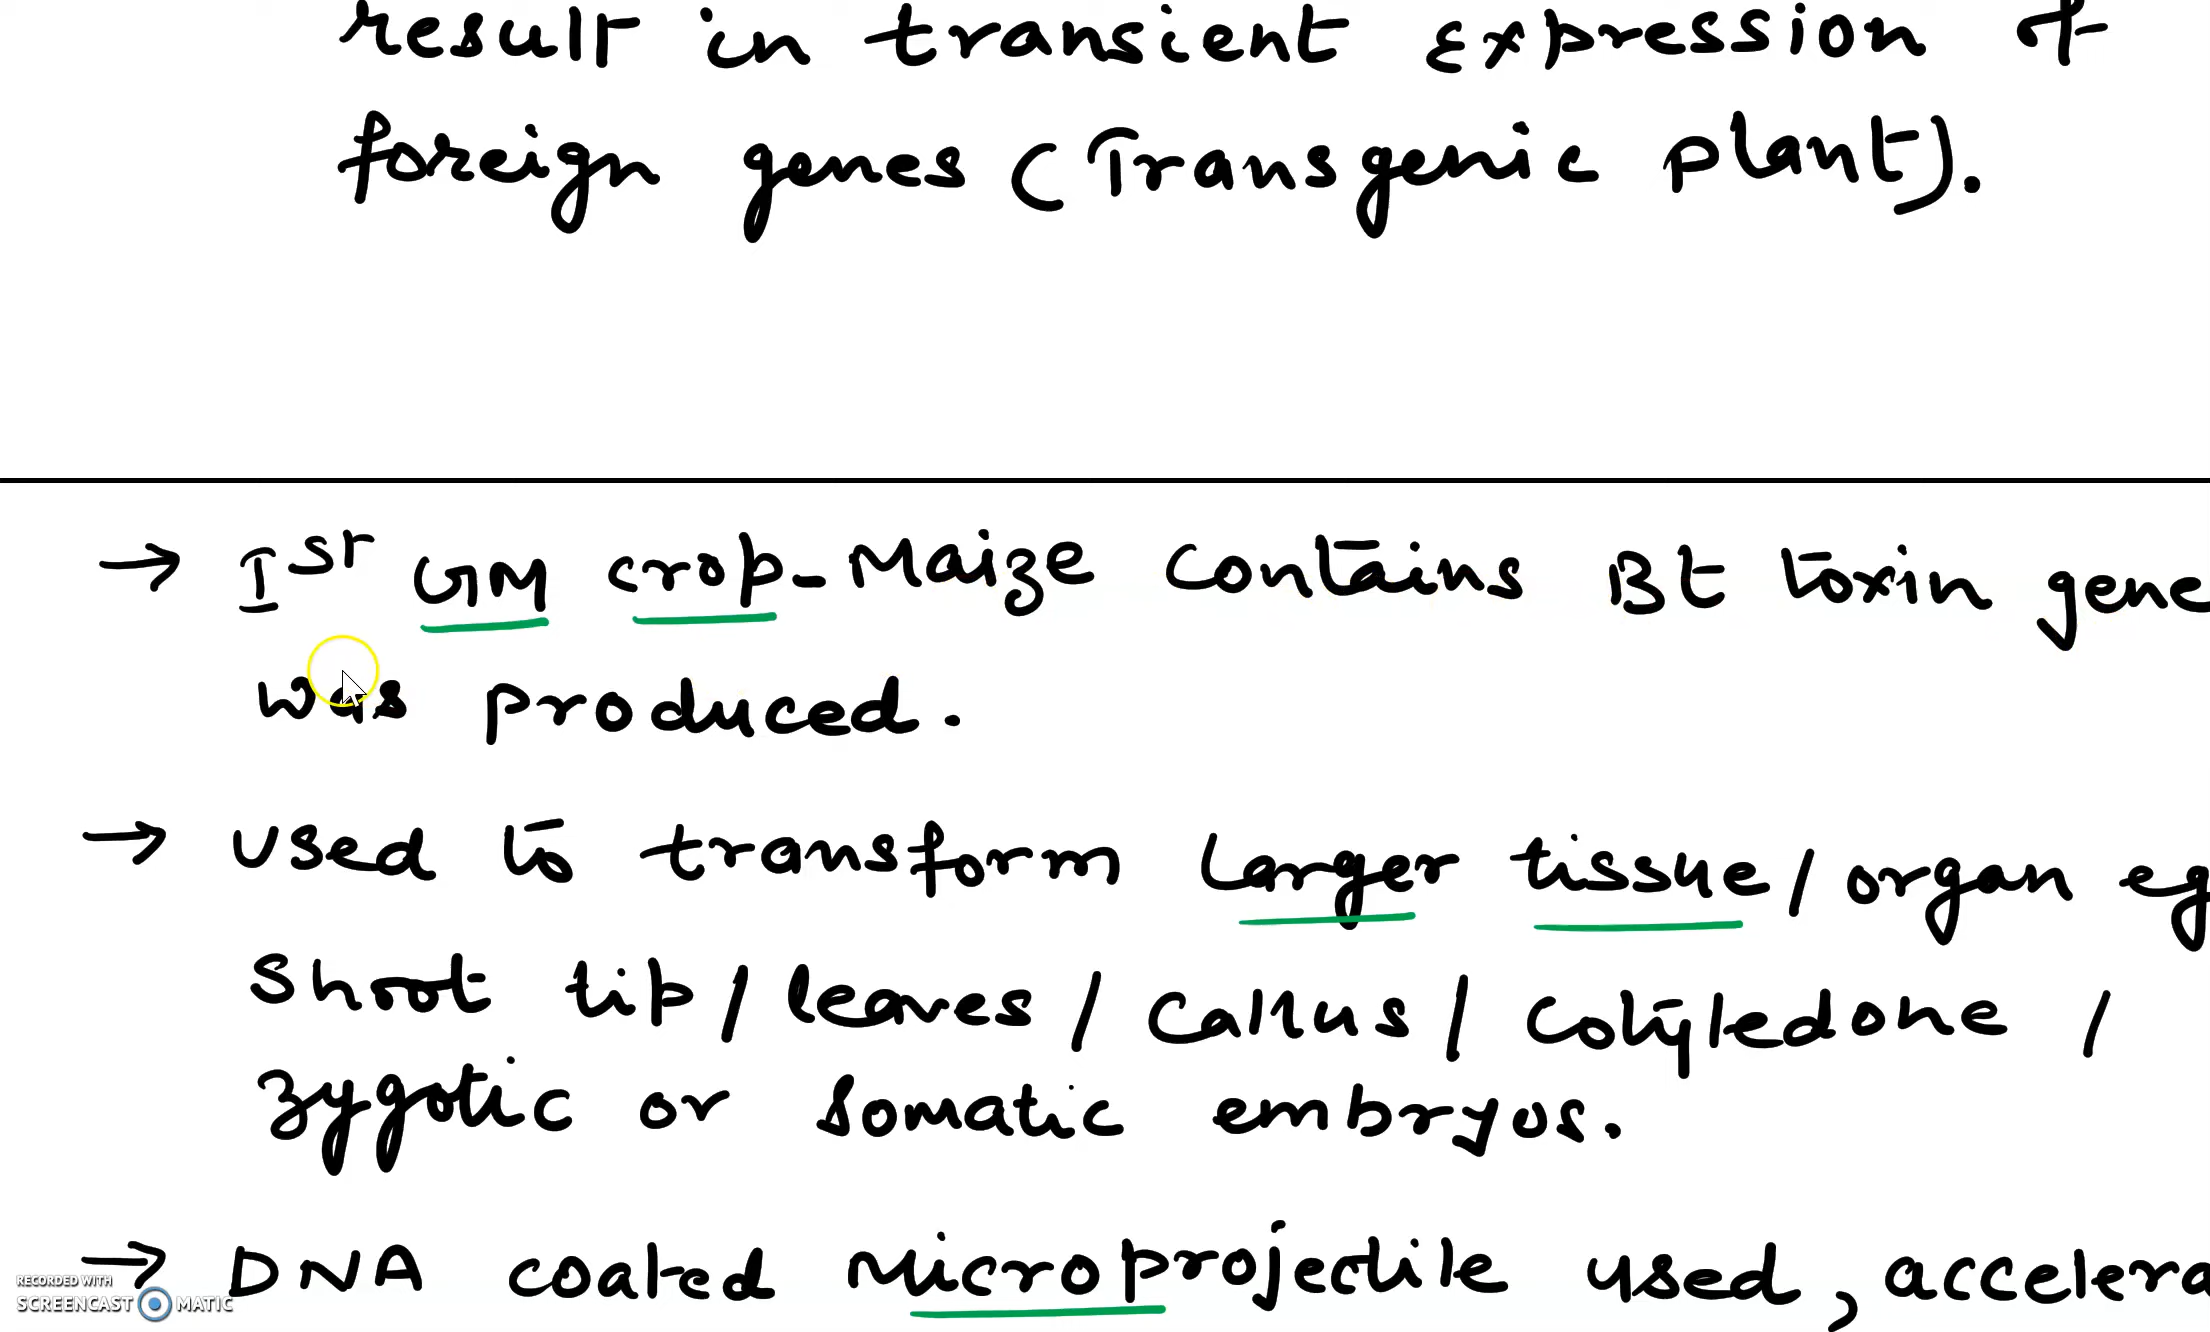 result in transient expression of
foreign genes (Transgenic plant).
→ Ist GM crop-Maize contains Bt toxin gene
was produced.
→ Used to transform larger tissue/organ eg
Shoot tip/leaves/Callus/Cotyledone/
Zygotic or Somatic embryos.
→ DNA coated Microprojectile used, accelera
RECORDED WITH
SCREENCAST MATIC